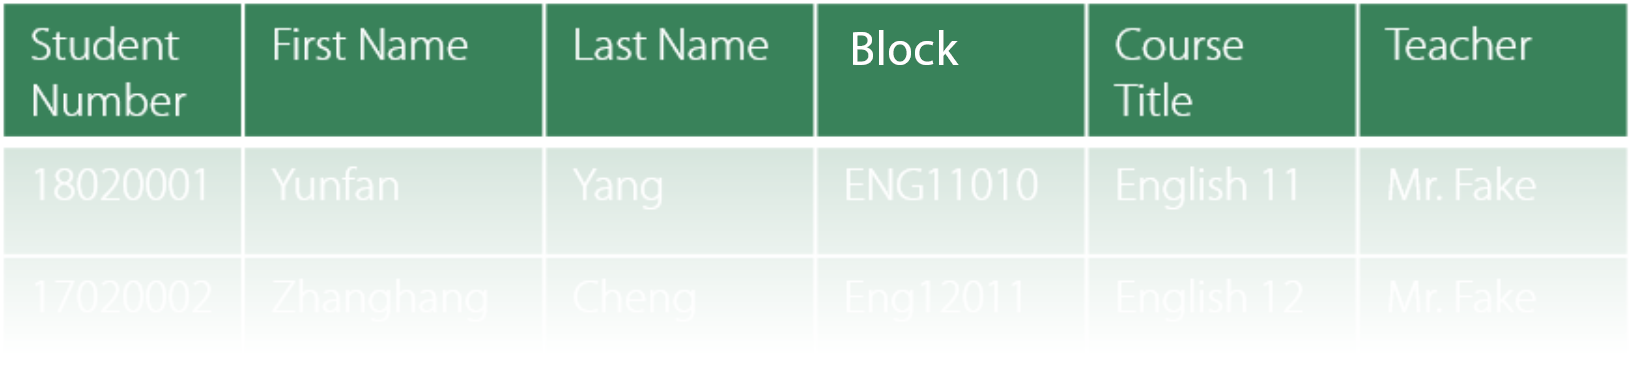 Student Number First Name Last Name Block Course Title Teacher
18020001 Yunfan Yang ENG11010 English 11 Mr. Fake
17020002 Zhanghang Cheng Eng12011 English 12 Mr. Fake